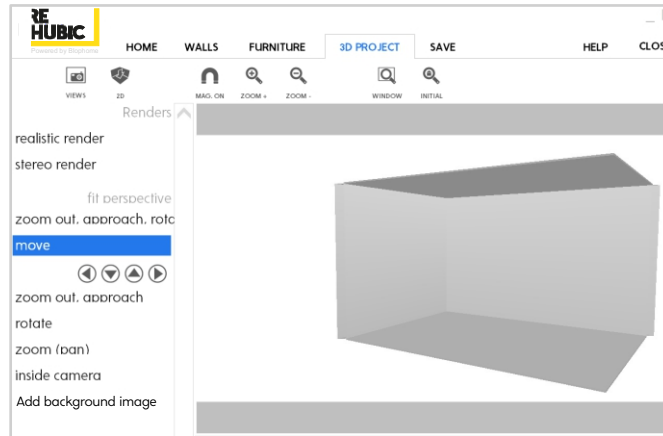 RE
HUBIC
Powered by Blophome
HOME WALLS FURNITURE 3D PROJECT SAVE HELP CLOS
VIEWS 2D MAG. ON ZOOM + ZOOM - WINDOW INITIAL
Renders
realistic render
stereo render
fit perspective
zoom out, approach, rota
move
zoom out, approach
rotate
zoom (pan)
inside camera
Add background image